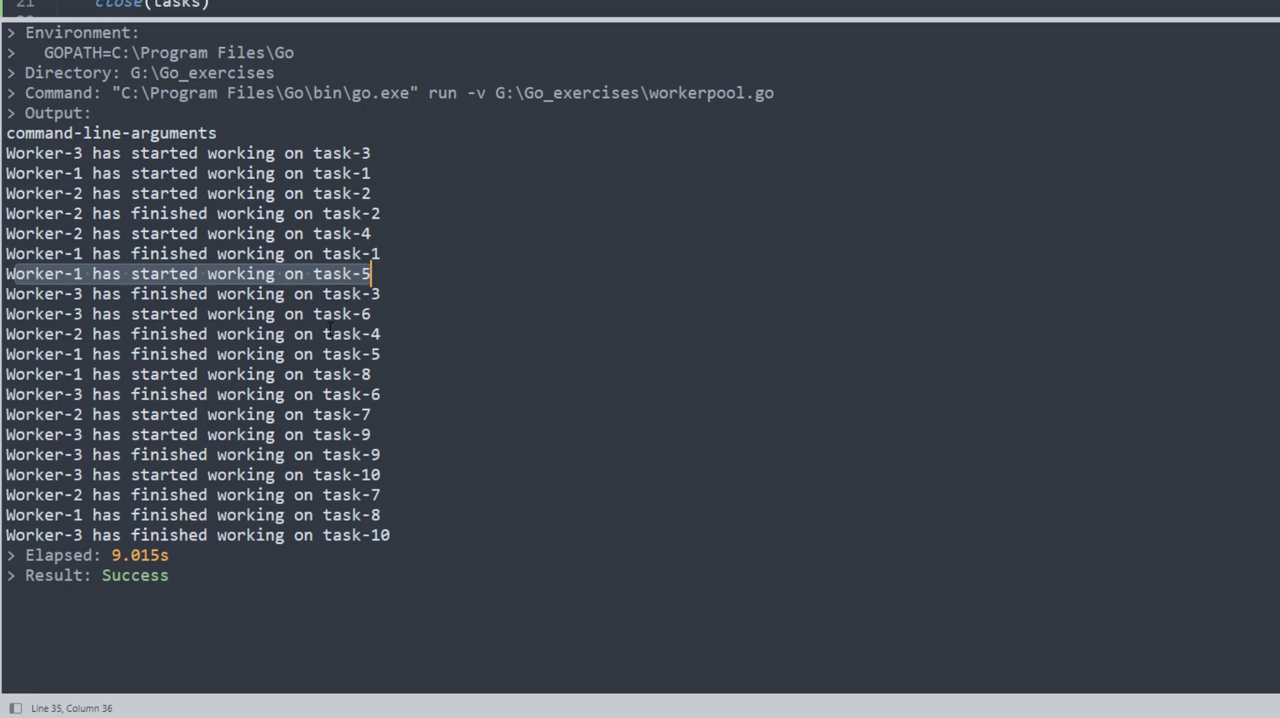 21 close(tasks)
> Environment:
>   GOPATH=C:\Program Files\Go
> Directory: G:\Go_exercises
> Command: "C:\Program Files\Go\bin\go.exe" run -v G:\Go_exercises\workerpool.go
> Output:
command-line-arguments
Worker-3 has started working on task-3
Worker-1 has started working on task-1
Worker-2 has started working on task-2
Worker-2 has finished working on task-2
Worker-2 has started working on task-4
Worker-1 has finished working on task-1
Worker-1 has started working on task-5
Worker-3 has finished working on task-3
Worker-3 has started working on task-6
Worker-2 has finished working on task-4
Worker-1 has finished working on task-5
Worker-1 has started working on task-8
Worker-3 has finished working on task-6
Worker-2 has started working on task-7
Worker-3 has started working on task-9
Worker-3 has finished working on task-9
Worker-3 has started working on task-10
Worker-2 has finished working on task-7
Worker-1 has finished working on task-8
Worker-3 has finished working on task-10
> Elapsed: 9.015s
> Result: Success
Line 35, Column 36